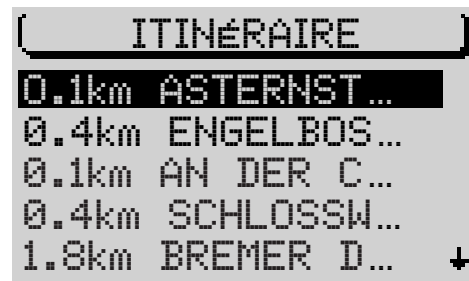 ITINÉRAIRE
0.1km ASTERNST...
0.4km ENGELBOS...
0.1km AN DER C...
0.4km SCHLOSSW...
1.8km BREMER D...